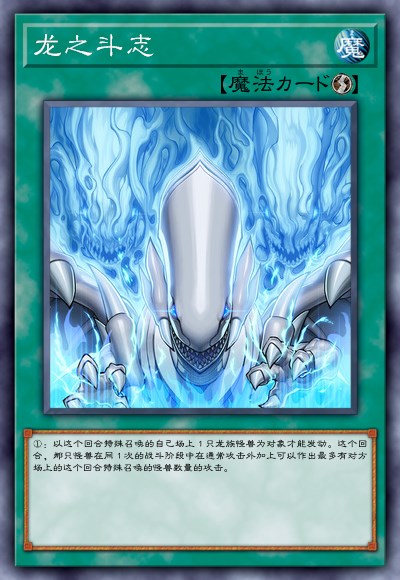 龙之斗志
魔
【魔法カード】
まほう
①：以这个回合特殊召唤的自己场上1只龙族怪兽为对象才能发动。这个回
合，那只怪兽在同1次的战斗阶段中在通常攻击外加上可以作出最多有对方
场上的这个回合特殊召唤的怪兽数量的攻击。